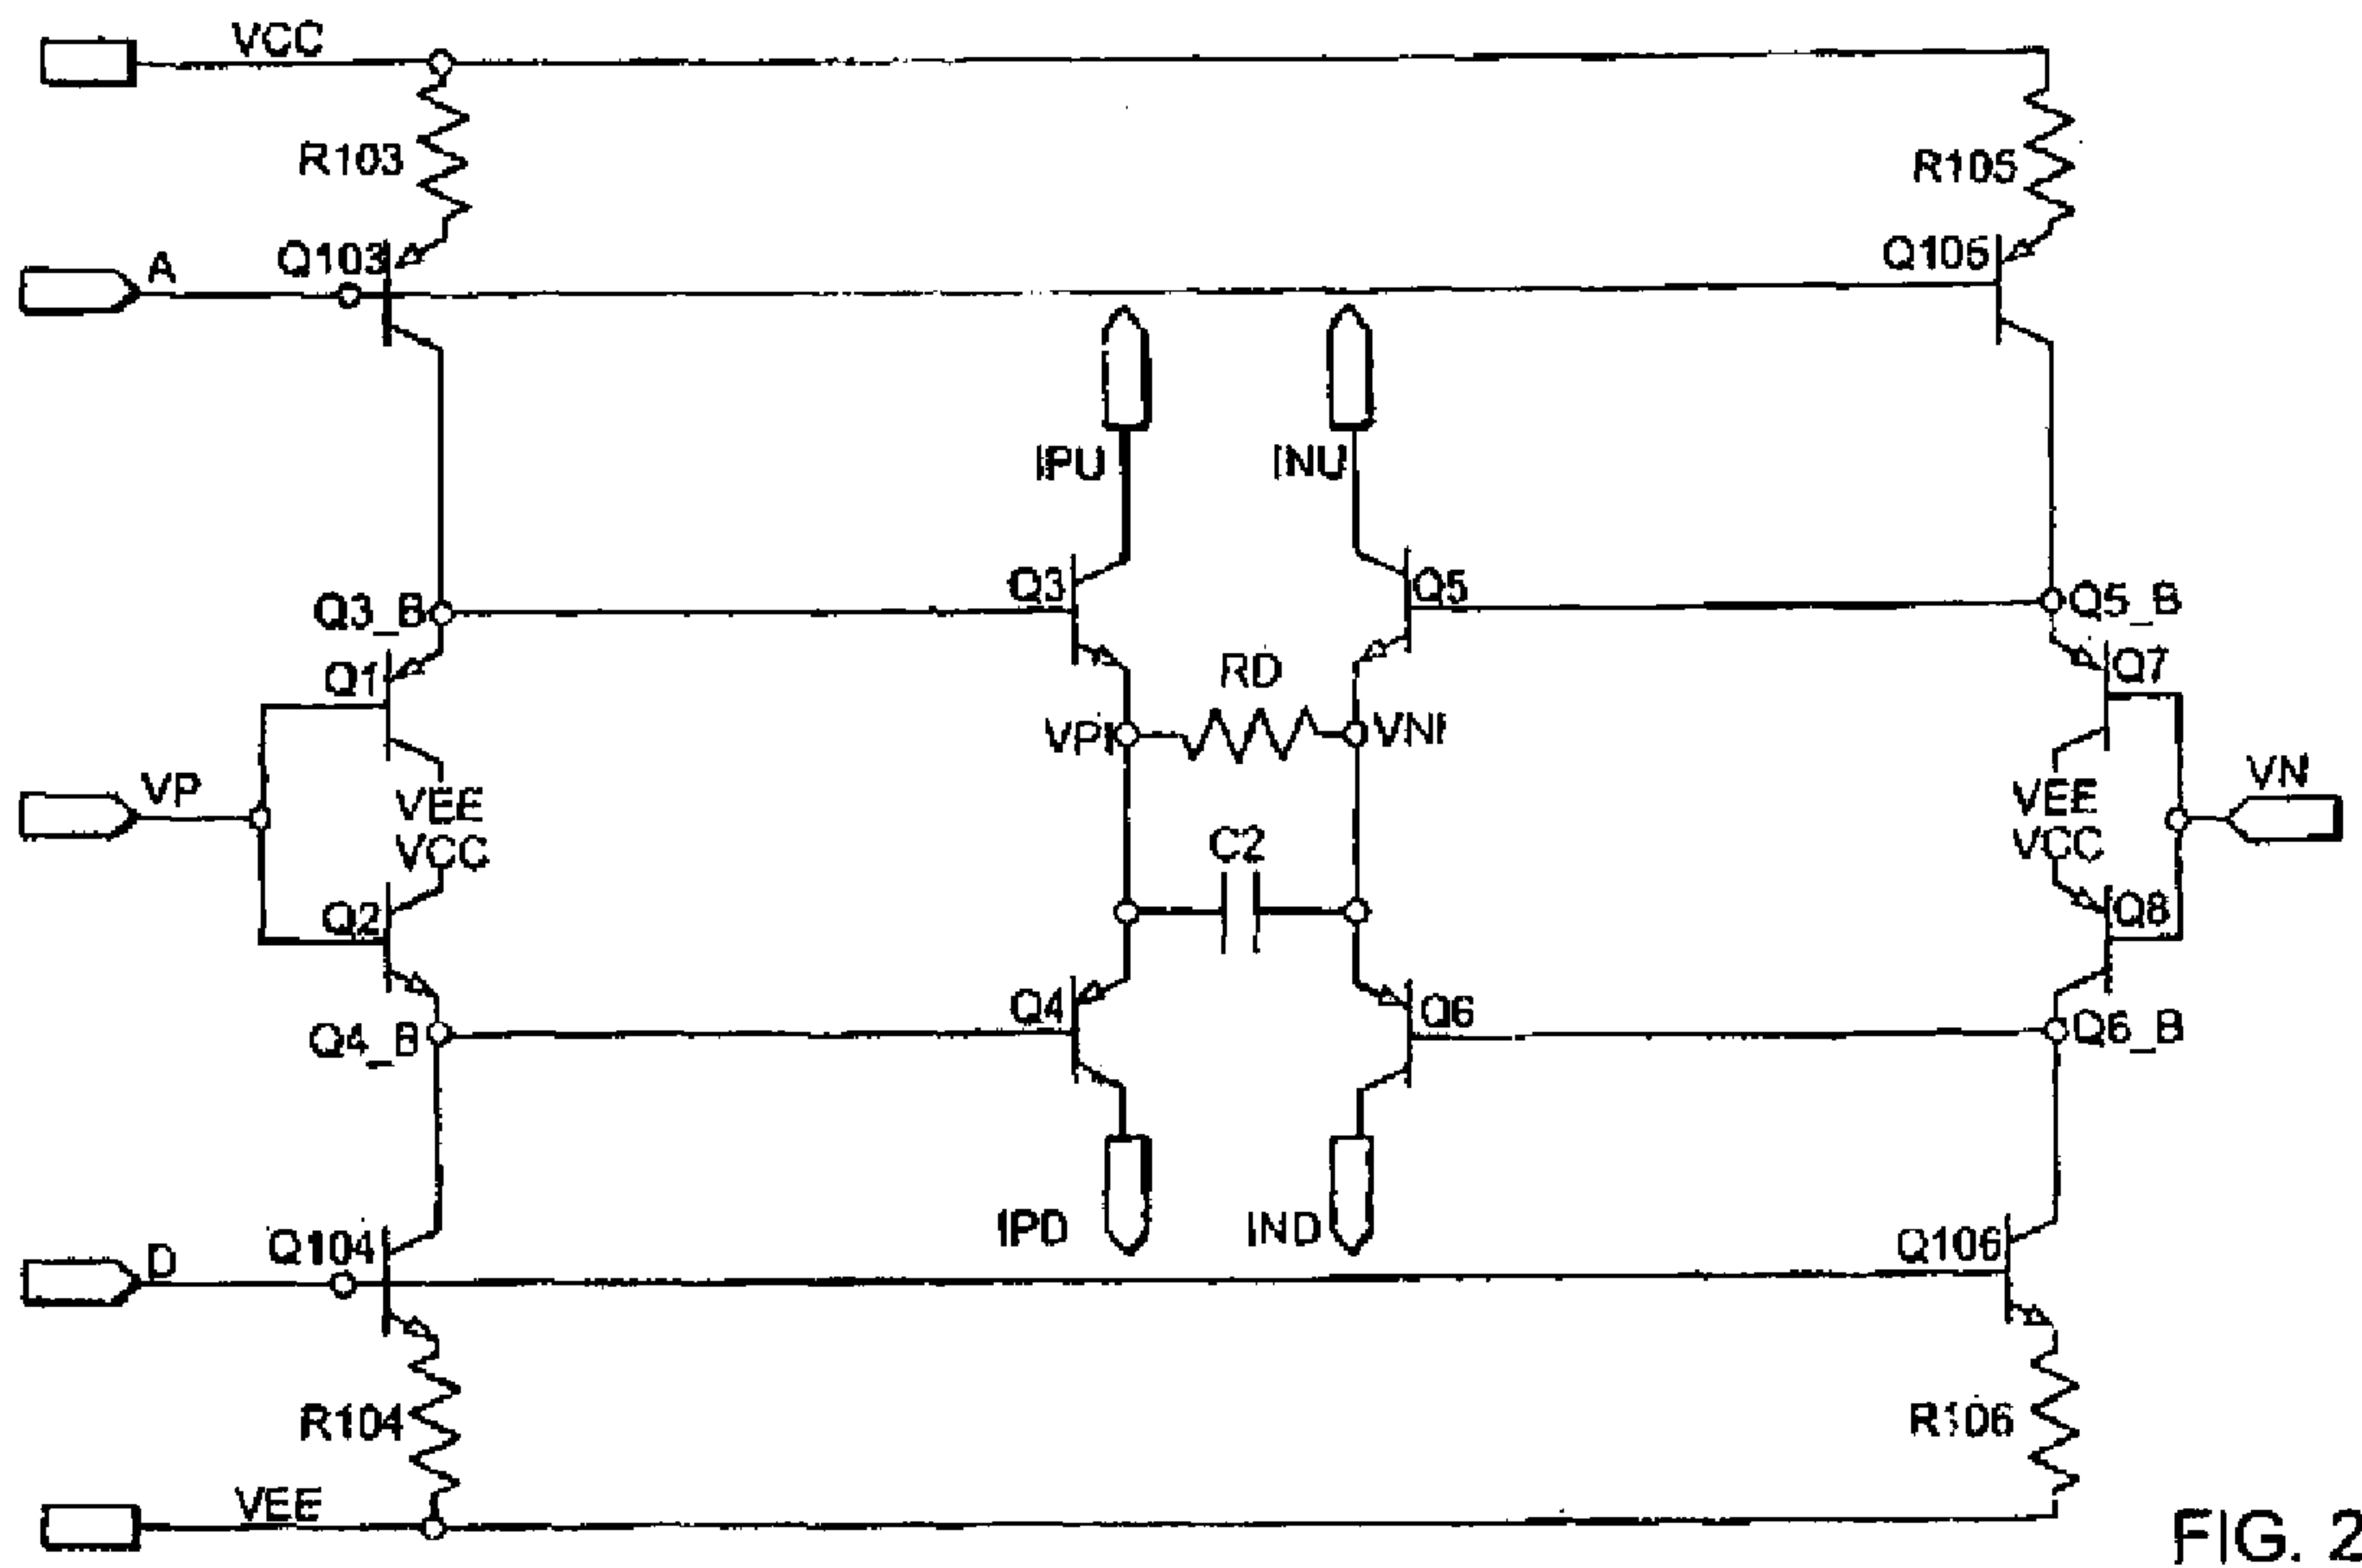 VCC
R103
R105
A
Q103
Q105
IPU
INU
Q3
Q5
Q3_B
Q5_B
Q1
RD
Q7
VPI
VNI
VP
VEE
VCC
C2
VEE
VCC
VN
Q2
Q8
Q4
Q6
Q4_B
Q6_B
IPD
IND
D
Q104
Q106
R104
R106
VEE
FIG. 2